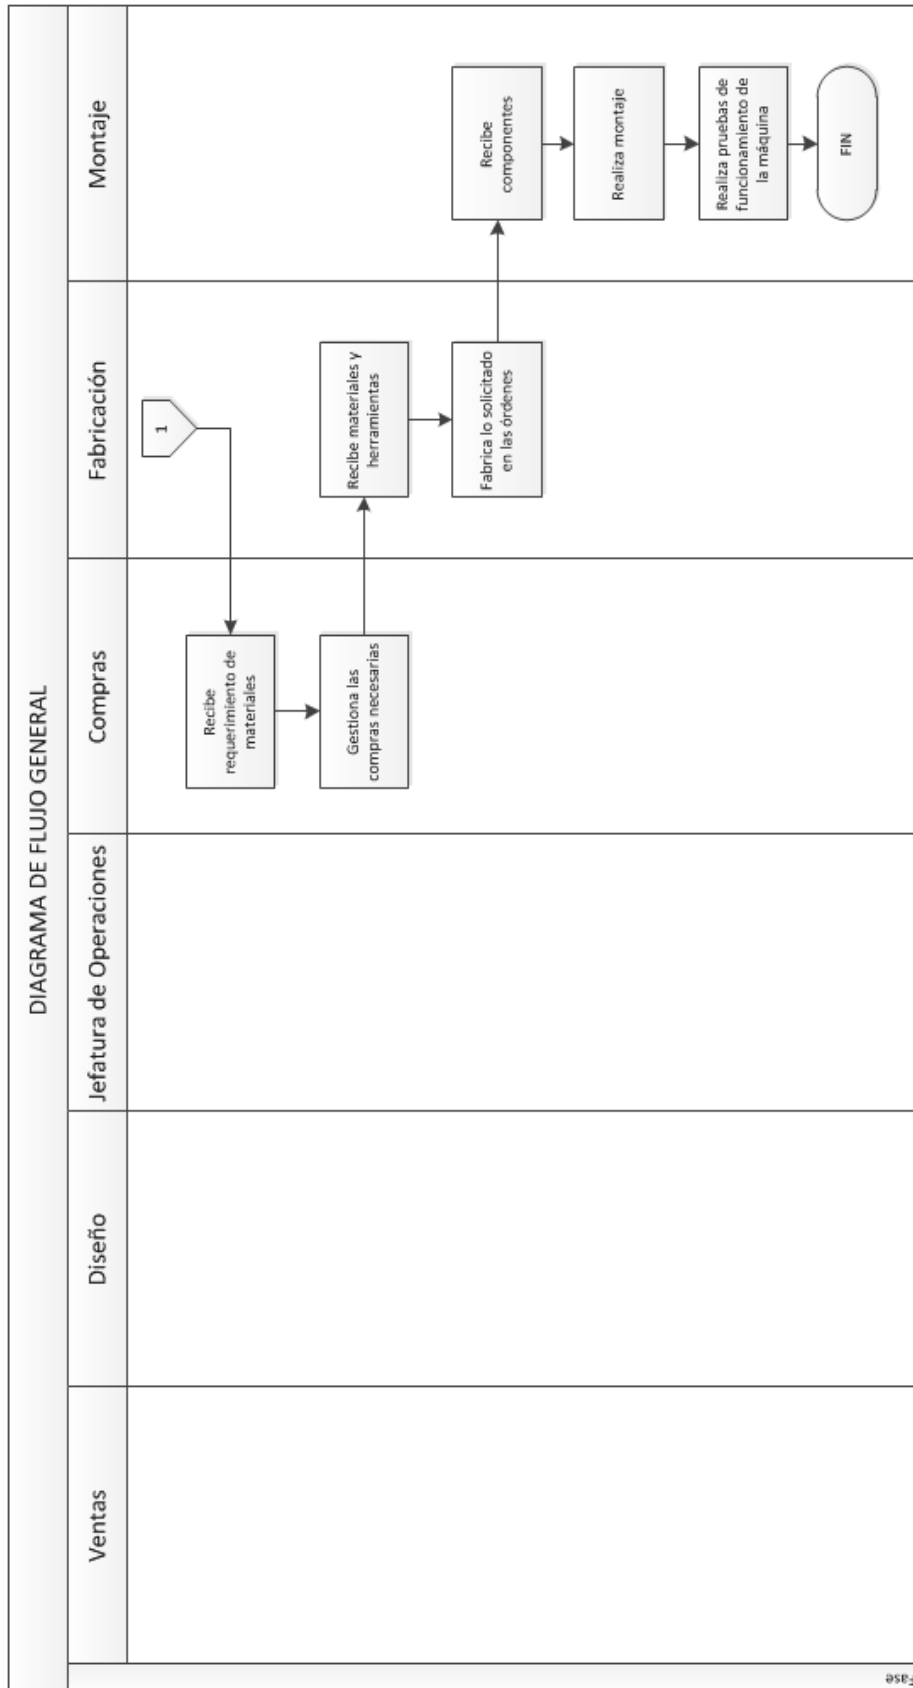 DIAGRAMA DE FLUJO GENERAL
Ventas
Diseño
Jefatura de Operaciones
Compras
Fabricación
Montaje
Fase
1
Recibe
requerimiento de
materiales
Gestiona las
compras necesarias
Recibe materiales y
herramientas
Fabrica lo solicitado
en las órdenes
Recibe
componentes
Realiza montaje
Realiza pruebas de
funcionamiento de
la máquina
FIN